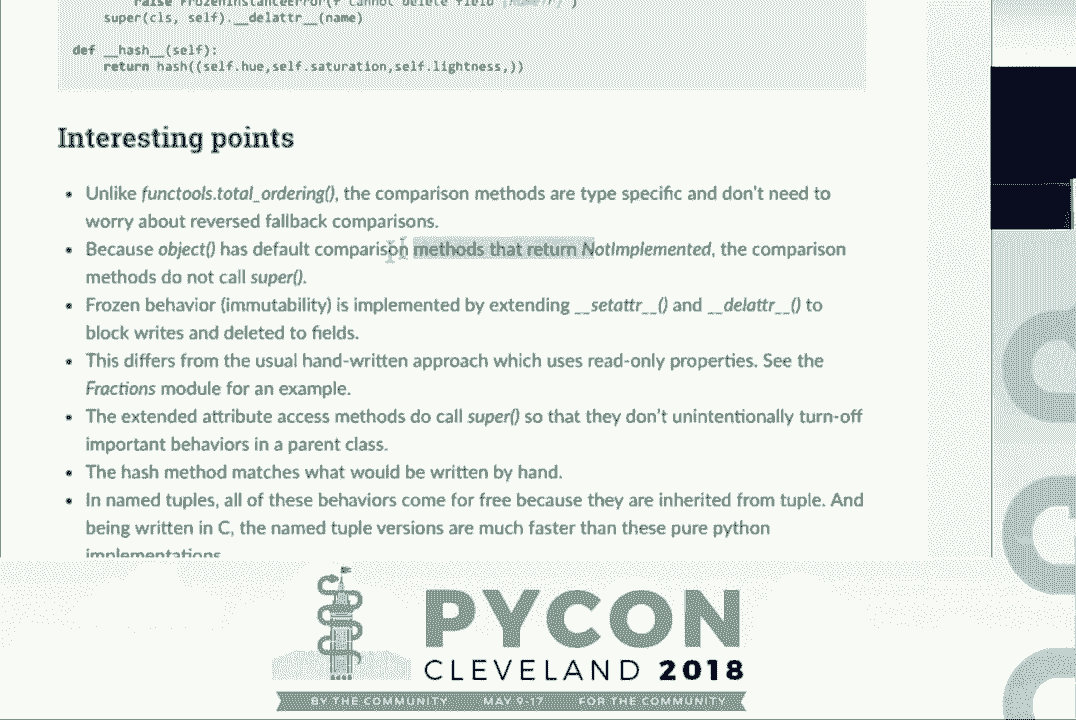 raise FrozenInstanceError(f'cannot delete field {name!r}')
super(cls, self).__delattr__(name)
def __hash__(self):
return hash((self.hue,self.saturation,self.lightness,))
Interesting points
• Unlike functools.total_ordering(), the comparison methods are type specific and don't need to
worry about reversed fallback comparisons.
• Because object() has default comparison methods that return NotImplemented, the comparison
methods do not call super().
• Frozen behavior (immutability) is implemented by extending __setattr__() and __delattr__() to
block writes and deleted to fields.
• This differs from the usual hand-written approach which uses read-only properties. See the
Fractions module for an example.
• The extended attribute access methods do call super() so that they don't unintentionally turn-off
important behaviors in a parent class.
• The hash method matches what would be written by hand.
• In named tuples, all of these behaviors come for free because they are inherited from tuple. And
being written in C, the named tuple versions are much faster than these pure python
implementations.
PYCON
CLEVELAND 2018
BY THE COMMUNITY MAY 9-17 FOR THE COMMUNITY